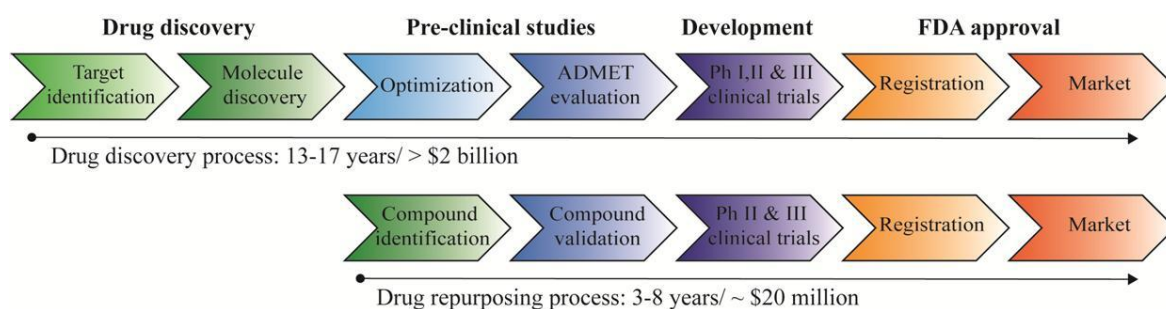 Drug discovery
Pre-clinical studies
Development
FDA approval
Target
identification
Molecule
discovery
Optimization
ADMET
evaluation
Ph I,II & III
clinical trials
Registration
Market
Drug discovery process: 13-17 years/ > $2 billion
Compound
identification
Compound
validation
Ph II & III
clinical trials
Registration
Market
Drug repurposing process: 3-8 years/ ~ $20 million